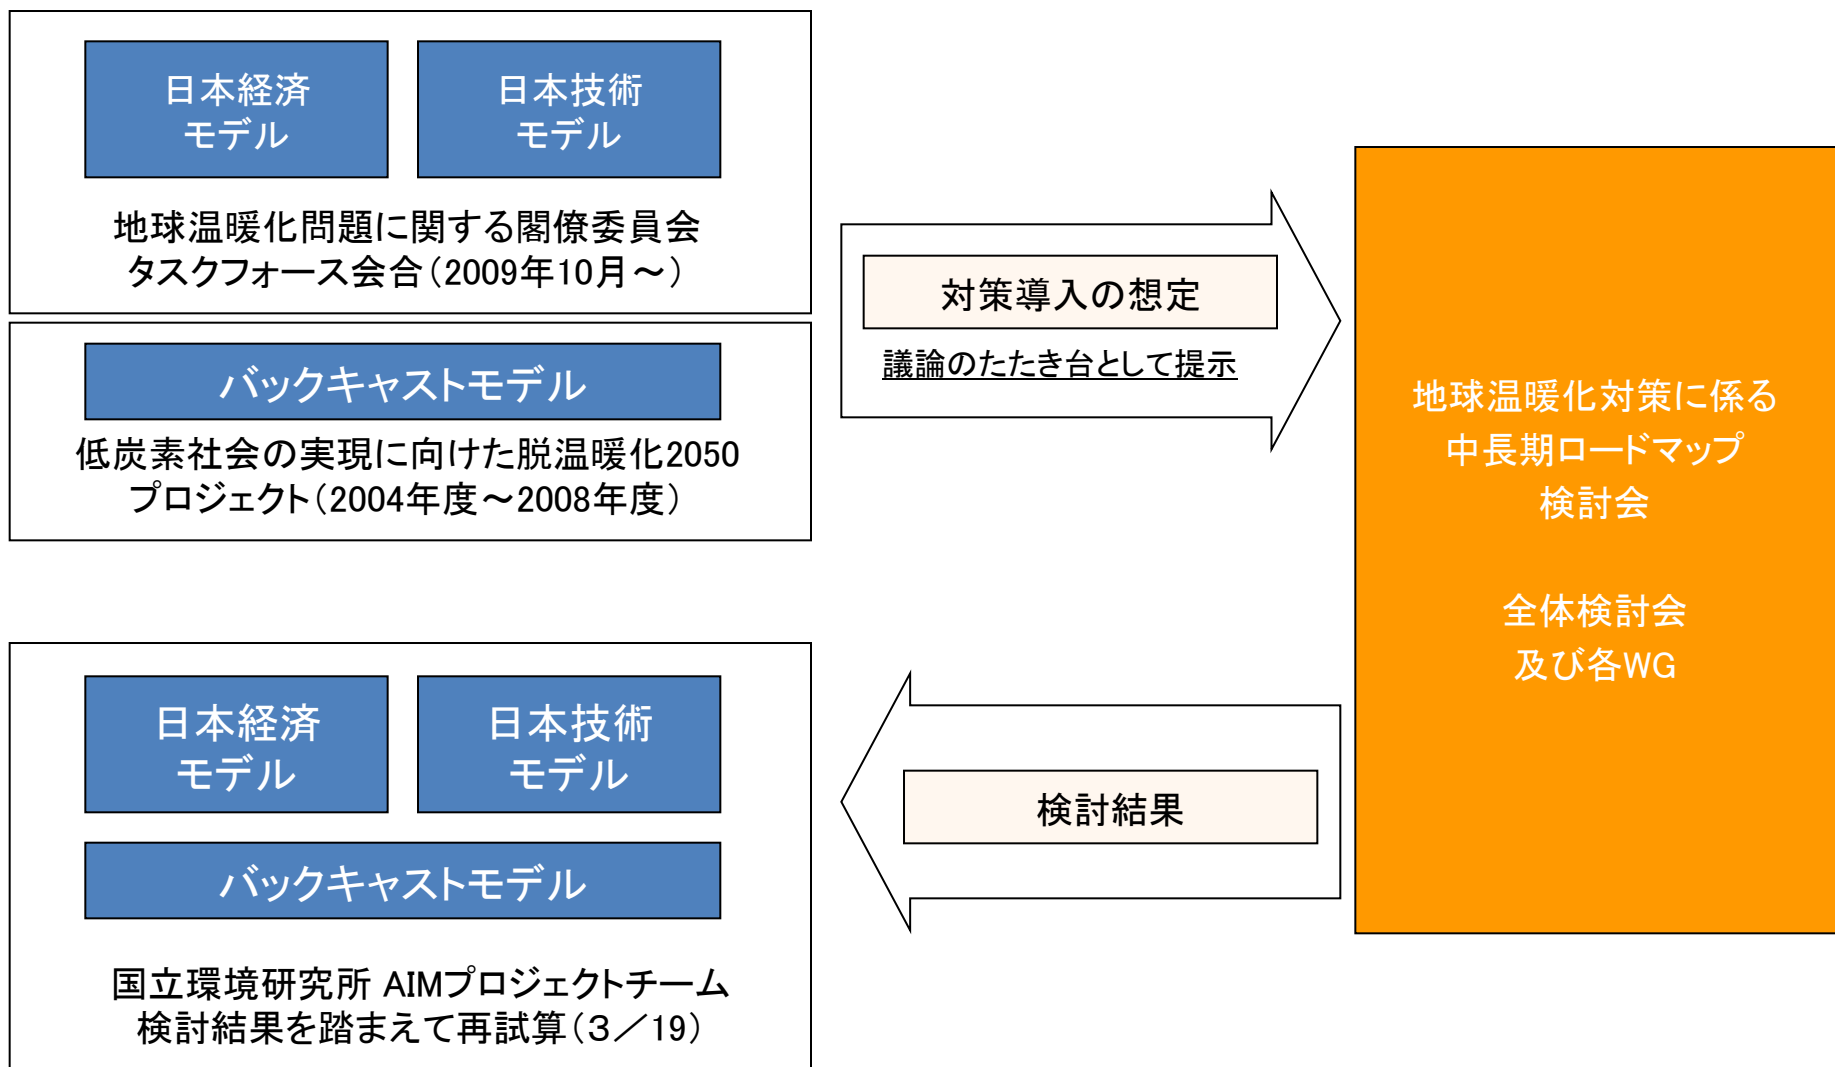 日本経済
モデル
日本技術
モデル
地球温暖化問題に関する閣僚委員会
タスクフォース会合（2009年10月～）
バックキャストモデル
低炭素社会の実現に向けた脱温暖化2050
プロジェクト（2004年度～2008年度）
対策導入の想定
議論のたたき台として提示
地球温暖化対策に係る
中長期ロードマップ
検討会
全体検討会
及び各WG
日本経済
モデル
日本技術
モデル
バックキャストモデル
国立環境研究所 AIMプロジェクトチーム
検討結果を踏まえて再試算（３／19）
検討結果